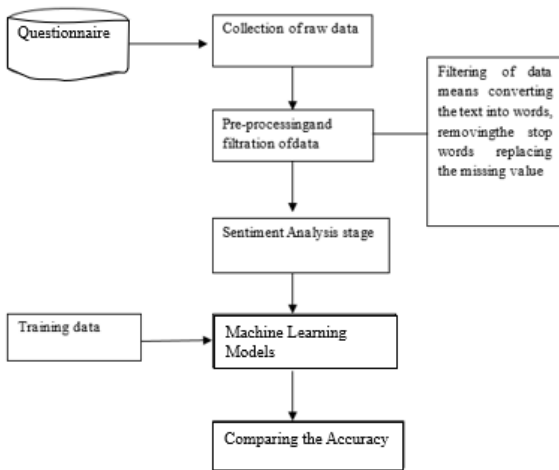 Questionnaire
Collection of raw data
Filtering of data
means converting
the text into words,
removingthe stop
words replacing
the missing value
Pre-processingand
filtration ofdata
Sentiment Analysis stage
Training data
Machine Learning
Models
Comparing the Accuracy